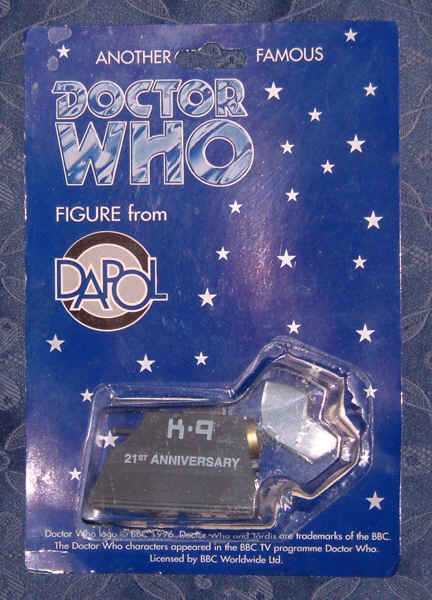 ANOTHER FAMOUS
DOCTOR
WHO
FIGURE from
DAPOL
K·9
21ST ANNIVERSARY
Doctor Who logo © BBC 1996. Doctor Who and Tardis are trademarks of the BBC.
The Doctor Who characters appeared in the BBC TV programme Doctor Who.
Licensed by BBC Worldwide Ltd.